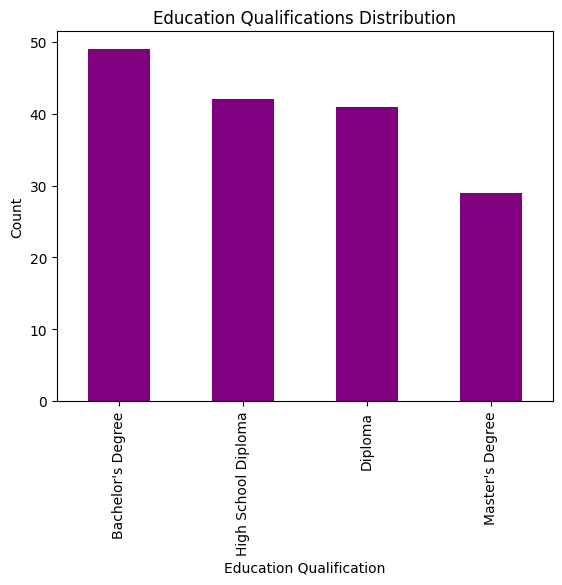 Education Qualifications Distribution
50
40
30
20
10
0
Count
Bachelor's Degree
High School Diploma
Diploma
Master's Degree
Education Qualification